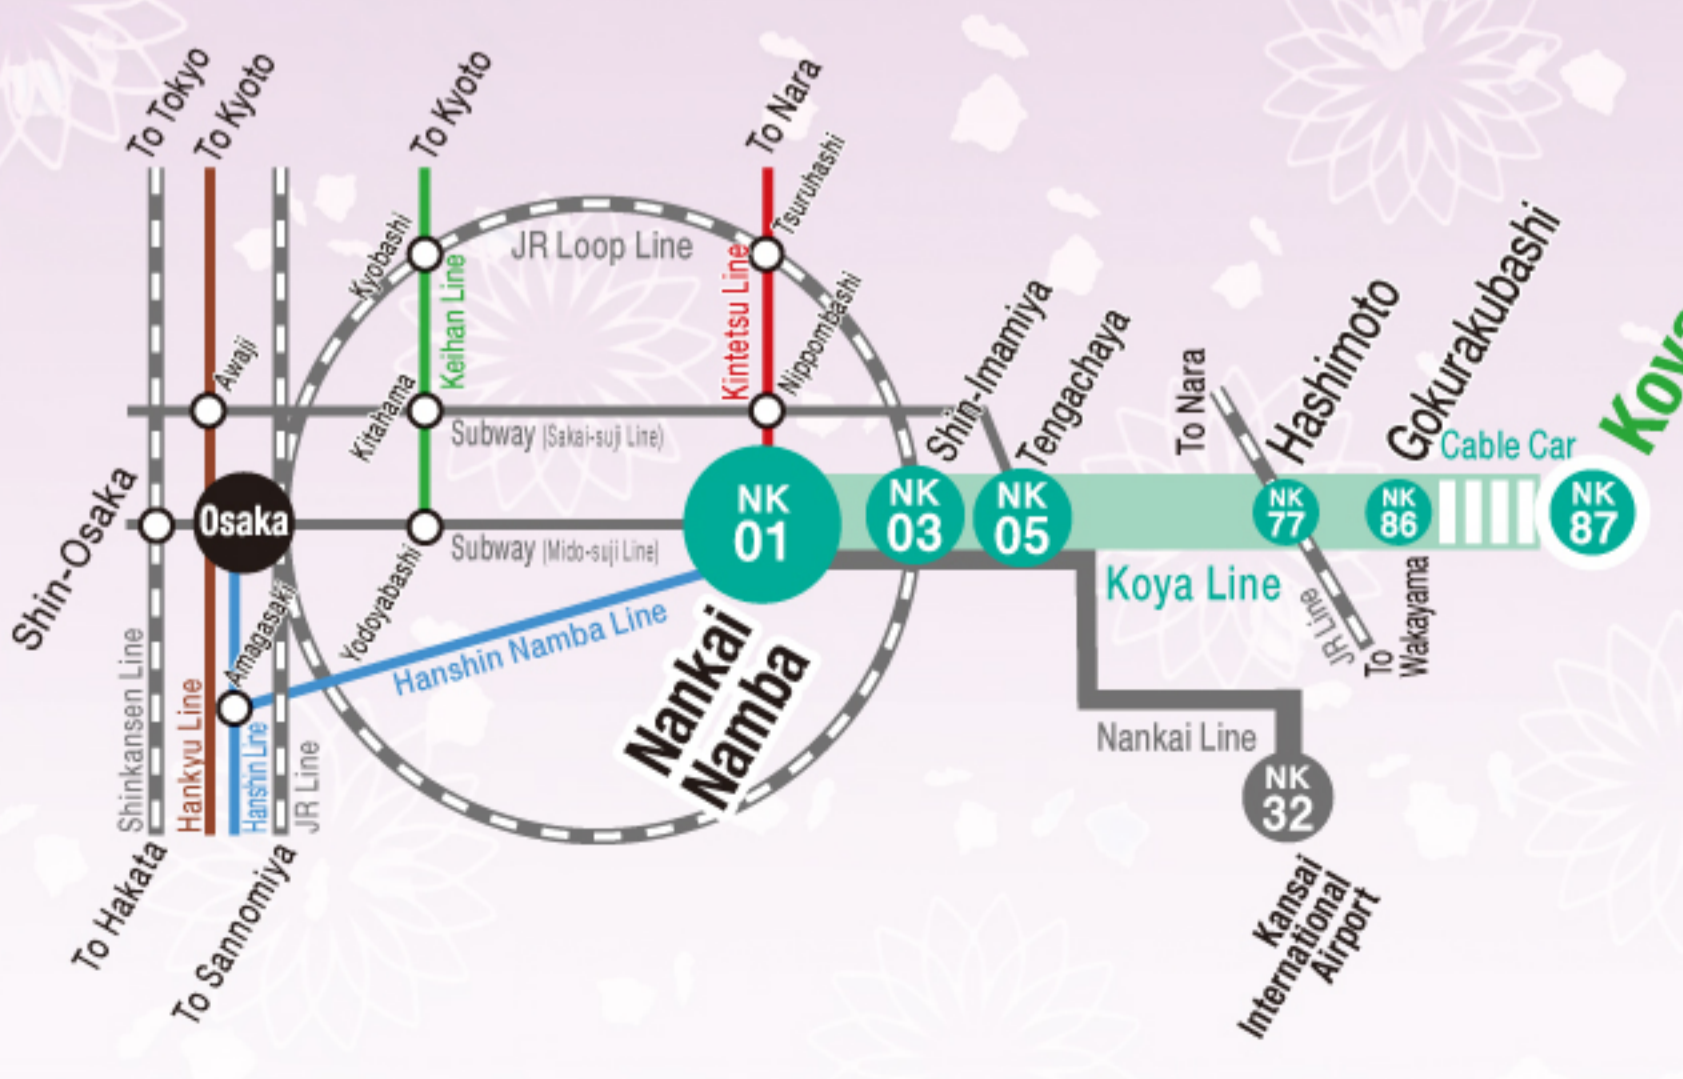 To Tokyo
To Kyoto
To Kyoto
To Nara
Tsuruhashi
Kyobashi
JR Loop Line
Keihan Line
Kintetsu Line
Nippombashi
Awaji
Kitahama
Subway (Sakai-suji Line)
Shin-Imamiya
Tengachaya
To Nara
Hashimoto
Gokurakubashi
Cable Car
Shin-Osaka
Osaka
NK
01
NK
03
NK
05
NK
77
NK
86
NK
87
Subway (Mido-suji Line)
Yodoyabashi
Amagasaki
Hanshin Namba Line
Nankai
Namba
Koya Line
JR Line
To
Wakayama
Shinkansen Line
Hankyu Line
Hanshin Line
JR Line
Nankai Line
NK
32
To Hakata
To Sannomiya
Kansai
International
Airport